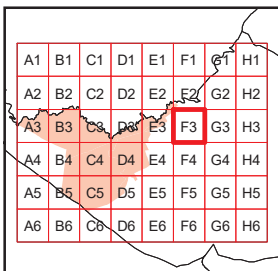 A1 B1 C1 D1 E1 F1 G1 H1
A2 B2 C2 D2 E2 F2 G2 H2
A3 B3 C3 D3 E3 F3 G3 H3
A4 B4 C4 D4 E4 F4 G4 H4
A5 B5 C5 D5 E5 F5 G5 H5
A6 B6 C6 D6 E6 F6 G6 H6